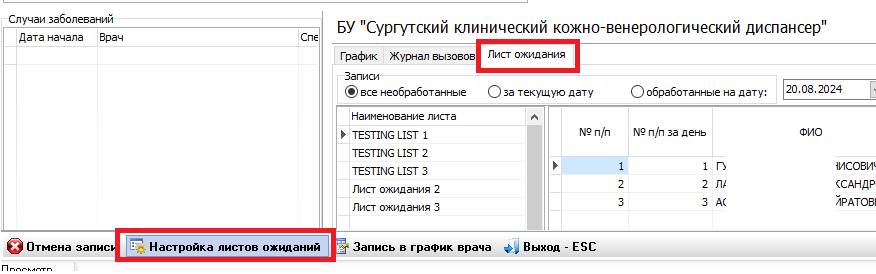 Случаи заболеваний
Дата начала Врач Спе
БУ "Сургутский клинический кожно-венерологический диспансер"
График Журнал вызовов Лист ожидания
Записи
все необработанные за текущую дату обработанные на дату: 20.08.2024
Наименование листа
TESTING LIST 1
TESTING LIST 2
TESTING LIST 3
Лист ожидания 2
Лист ожидания 3
№ п/п № п/п за день ФИО
1 1 ГУ ИСОВИЧ
2 2 ЛА КСАНДР
3 3 АС ЙРАТОВ
Отмена записи Настройка листов ожиданий Запись в график врача Выход - ESC
Просмотр